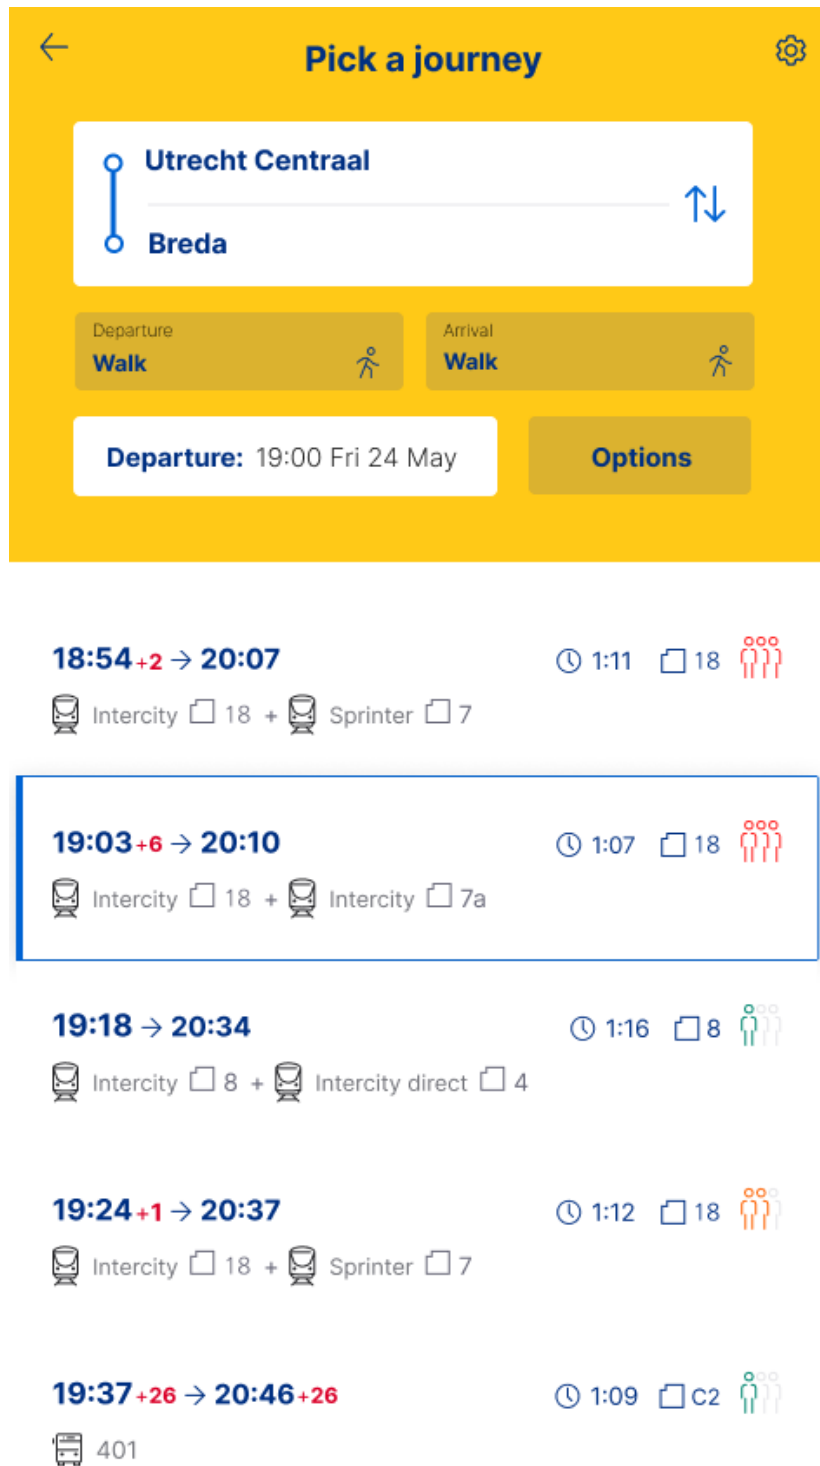 Pick a journey
Utrecht Centraal
Breda
Departure
Walk
Arrival
Walk
Departure: 19:00 Fri 24 May
Options
18:54 +2 → 20:07 1:11 18
Intercity 18 + Sprinter 7
19:03 +6 → 20:10 1:07 18
Intercity 18 + Intercity 7a
19:18 → 20:34 1:16 8
Intercity 8 + Intercity direct 4
19:24 +1 → 20:37 1:12 18
Intercity 18 + Sprinter 7
19:37 +26 → 20:46 +26 1:09 C2
401